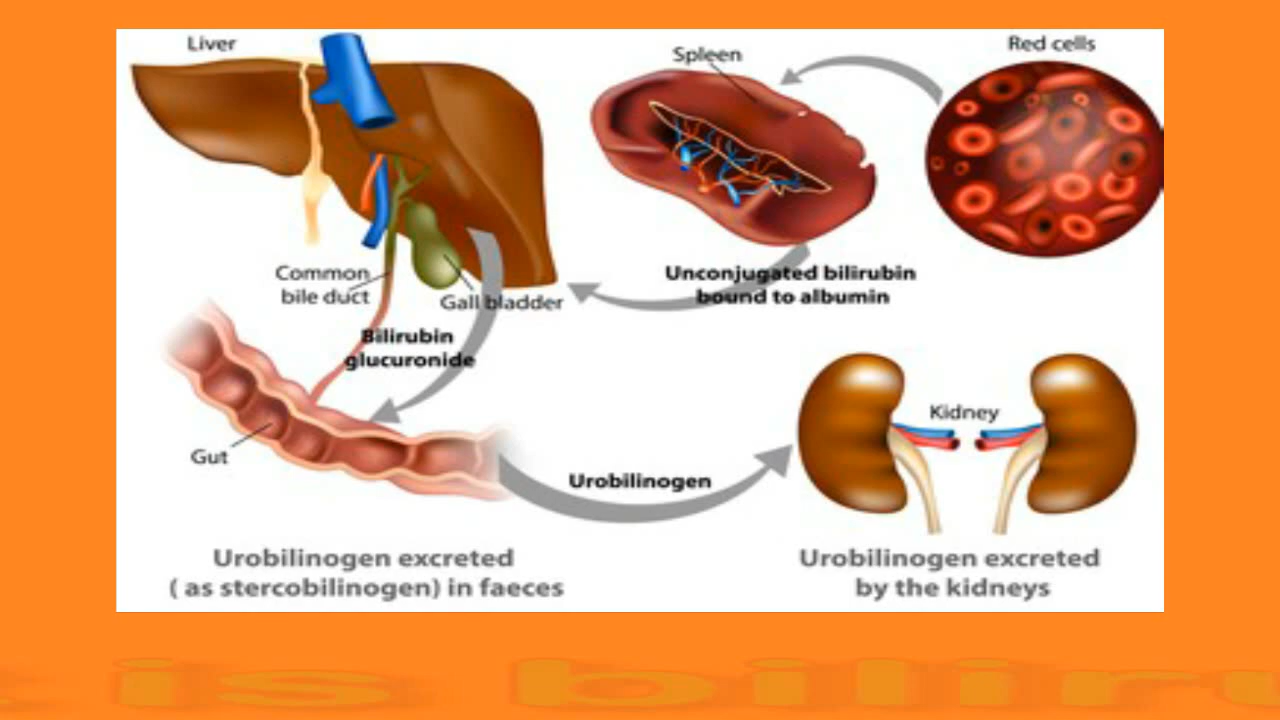 Liver
Spleen
Red cells
Common
bile duct
Gall bladder
Unconjugated bilirubin
bound to albumin
Bilirubin
glucuronide
Gut
Kidney
Urobilinogen
Urobilinogen excreted
( as stercobilinogen) in faeces
Urobilinogen excreted
by the kidneys
is